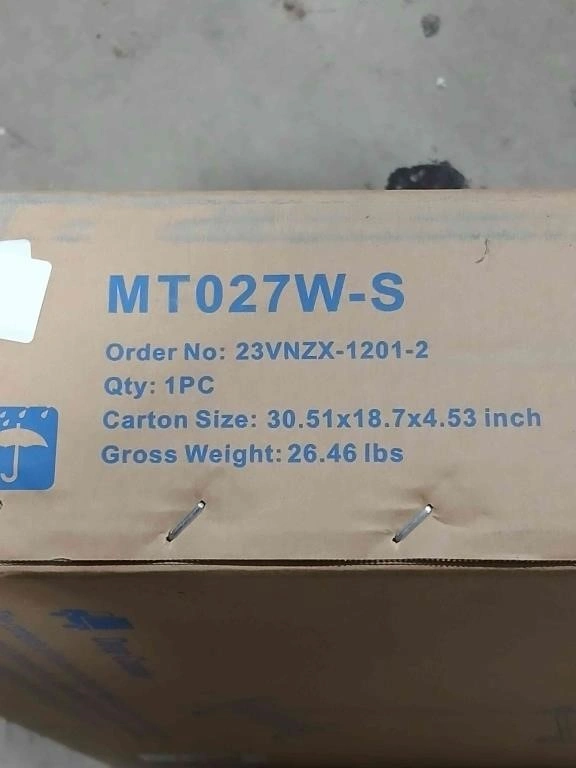 MT027W-S
Order No: 23VNZX-1201-2
Qty: 1PC
Carton Size: 30.51x18.7x4.53 inch
Gross Weight: 26.46 lbs